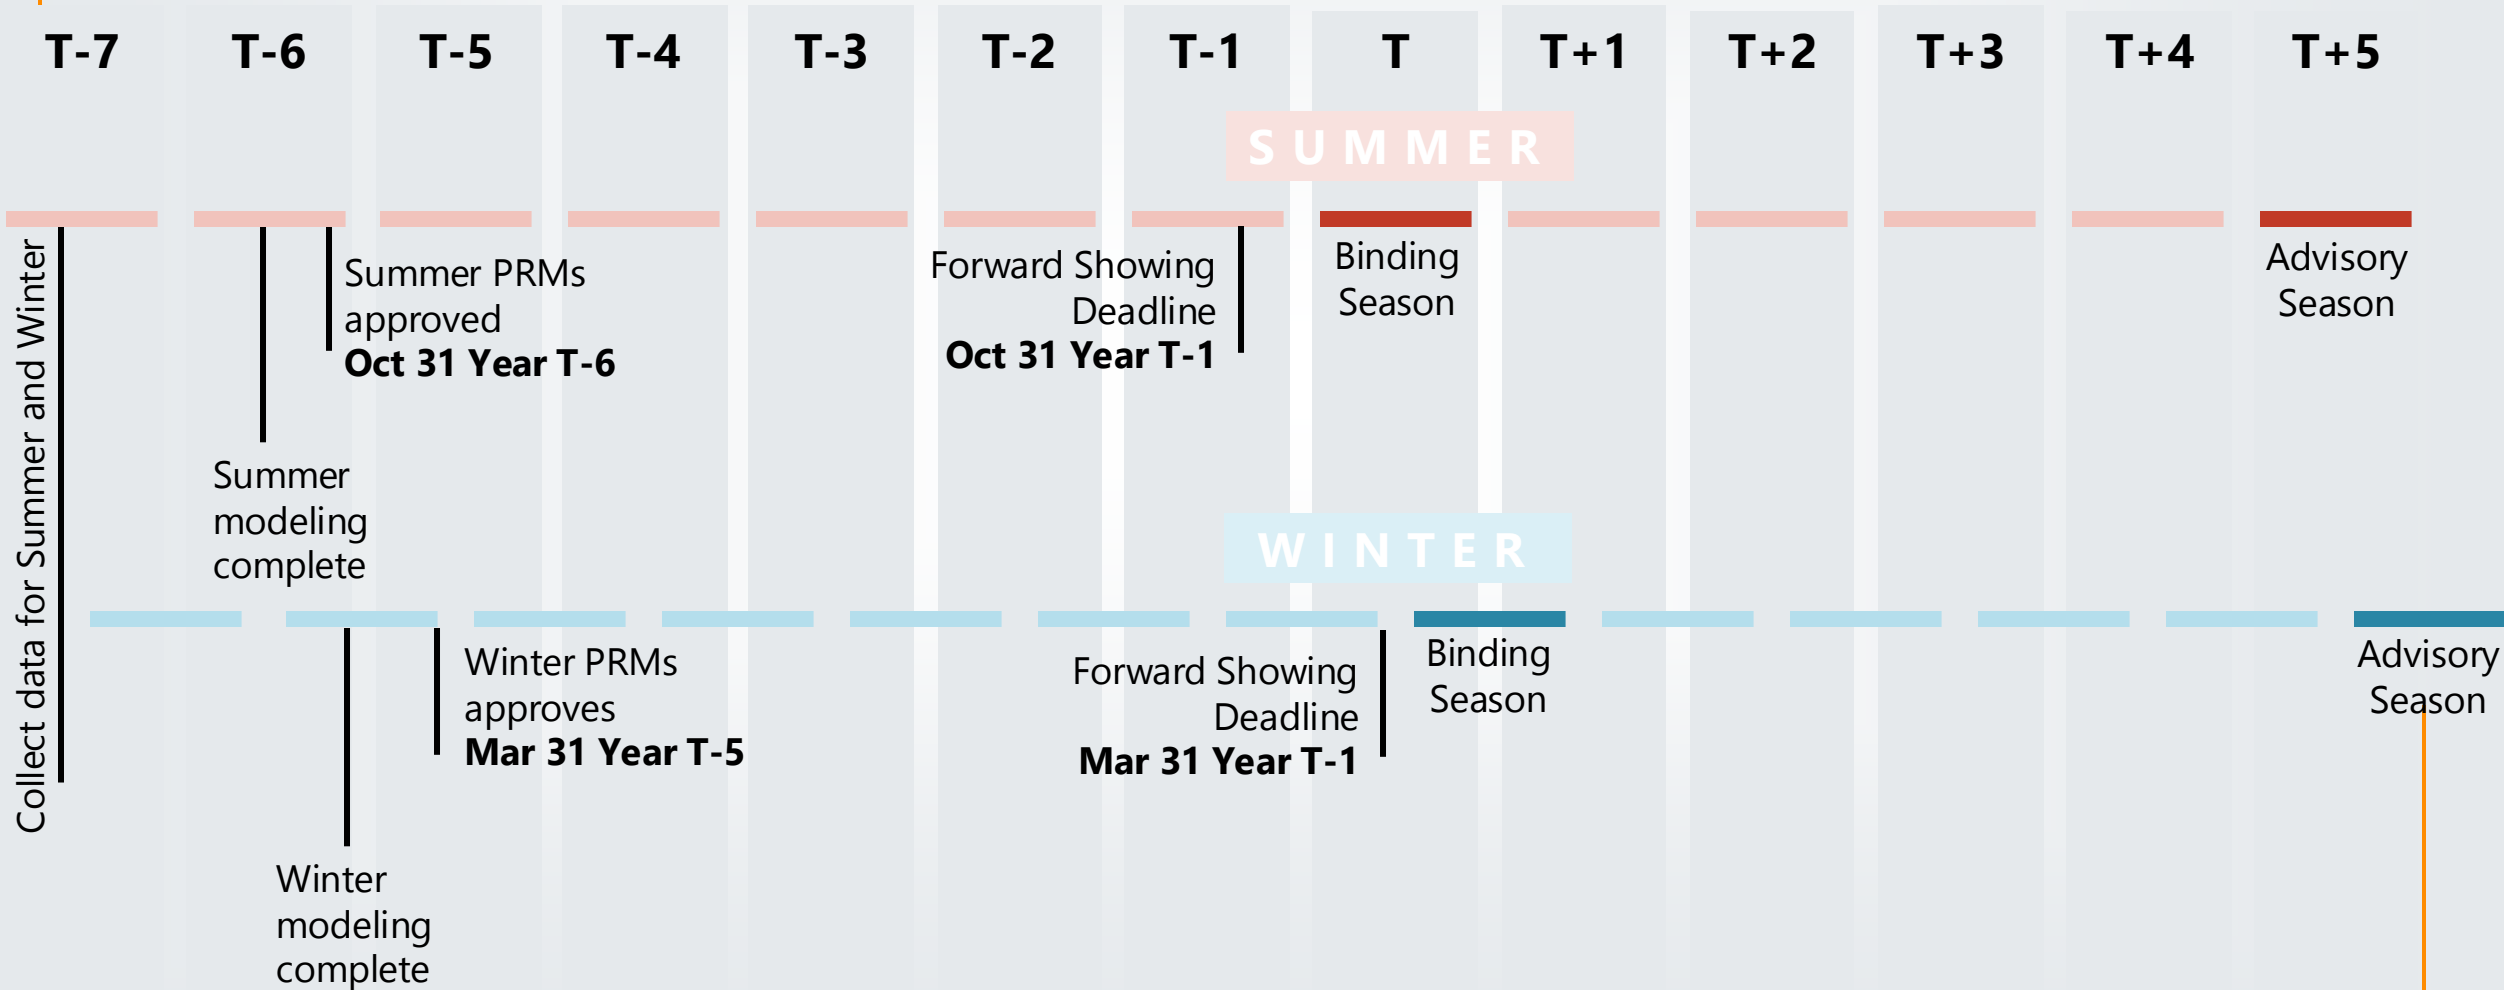 T-7 T-6 T-5 T-4 T-3 T-2 T-1 T T+1 T+2 T+3 T+4 T+5
SUMMER
Collect data for Summer and Winter
Summer PRMs
approved
Oct 31 Year T-6
Forward Showing
Deadline
Oct 31 Year T-1
Binding
Season
Advisory
Season
Summer
modeling
complete
WINTER
Winter PRMs
approves
Mar 31 Year T-5
Forward Showing
Deadline
Mar 31 Year T-1
Binding
Season
Advisory
Season
Winter
modeling
complete